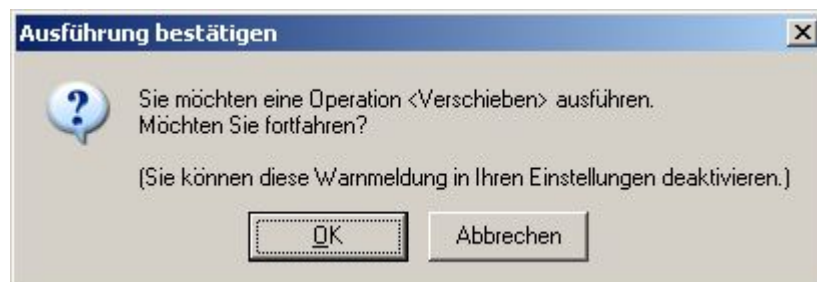 Ausführung bestätigen
Sie möchten eine Operation <Verschieben> ausführen.
Möchten Sie fortfahren?
(Sie können diese Warnmeldung in Ihren Einstellungen deaktivieren.)
OK
Abbrechen